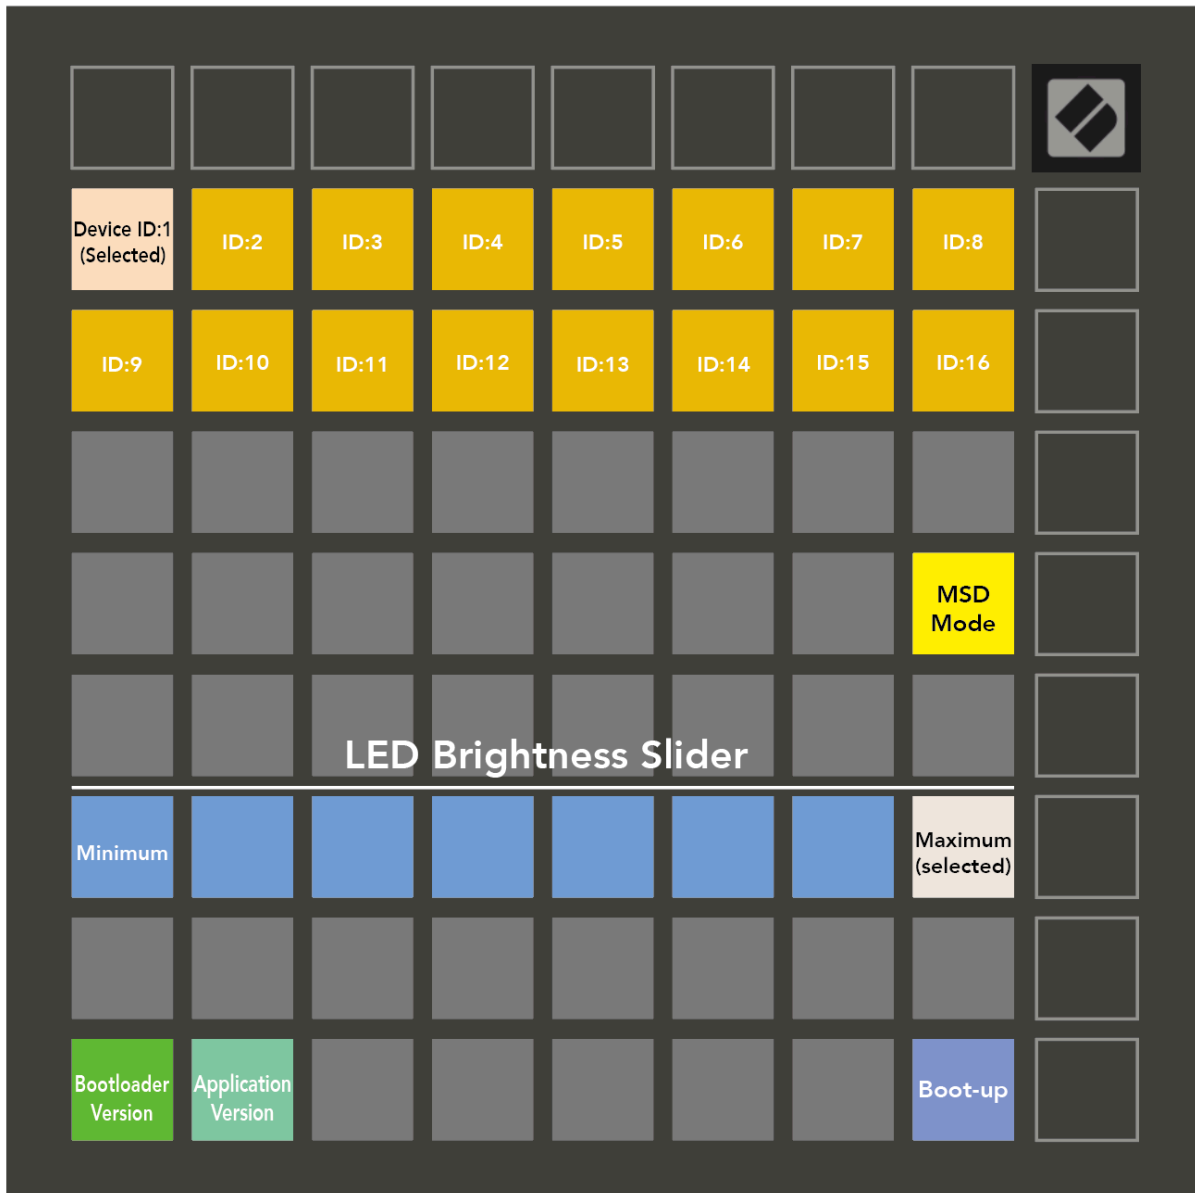 Device ID:1
(Selected)
ID:2
ID:3
ID:4
ID:5
ID:6
ID:7
ID:8
ID:9
ID:10
ID:11
ID:12
ID:13
ID:14
ID:15
ID:16
MSD
Mode
LED Brightness Slider
Minimum
Maximum
(selected)
Bootloader
Version
Application
Version
Boot-up